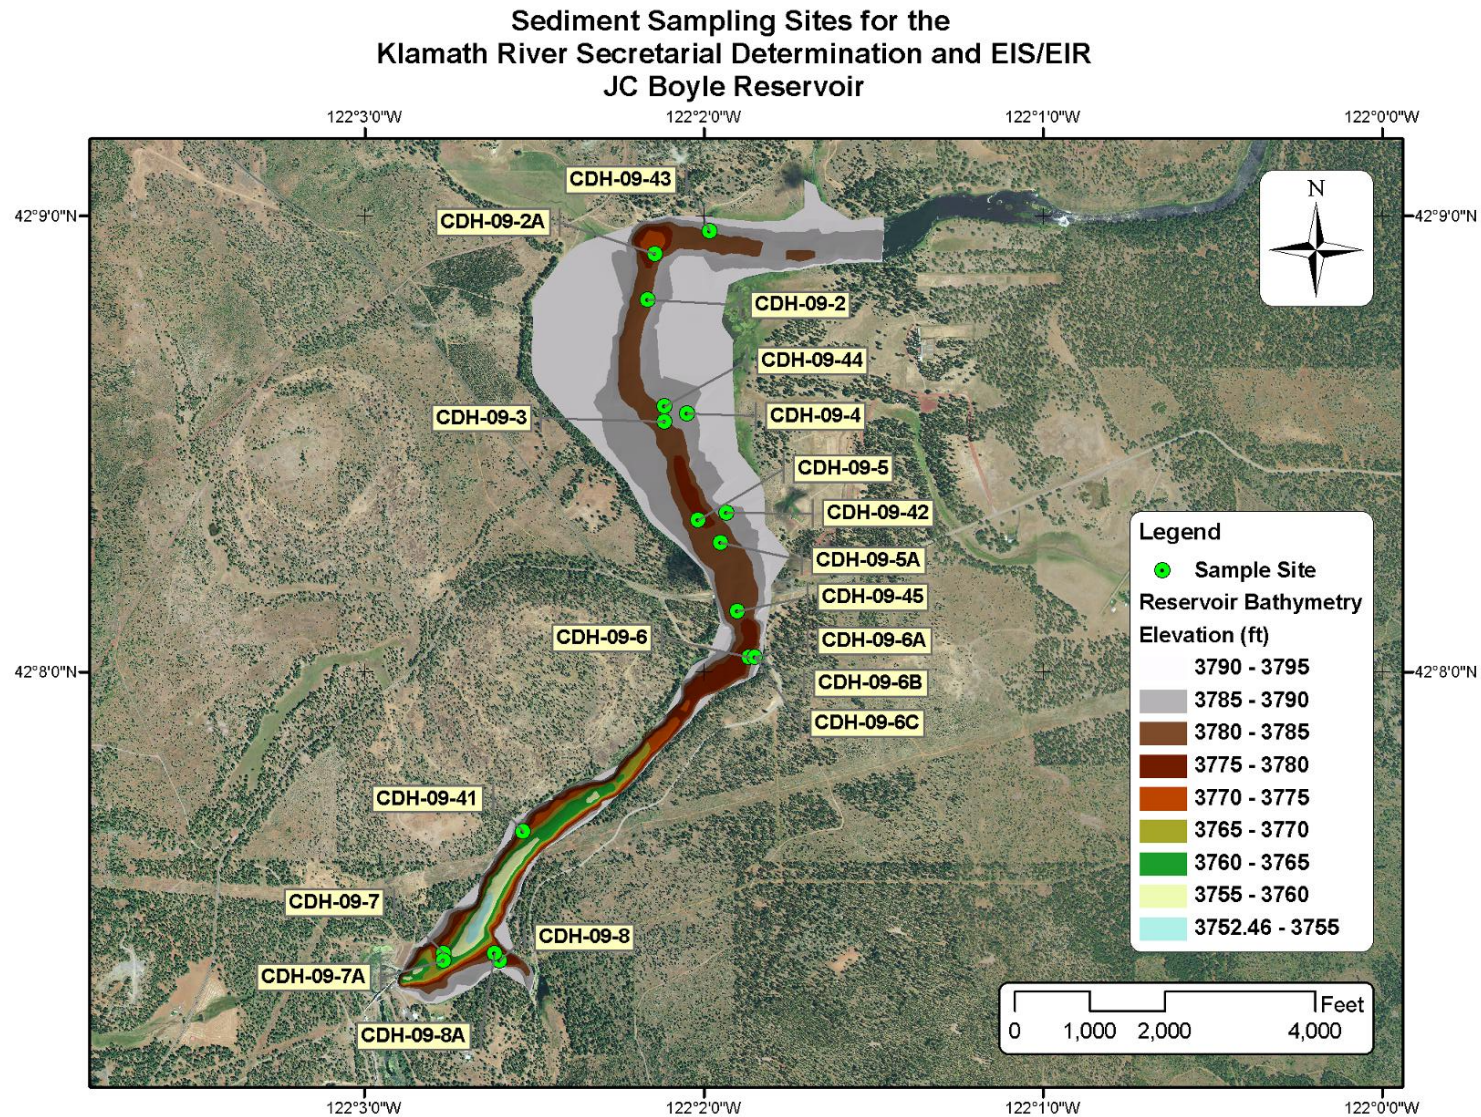 Sediment Sampling Sites for the
Klamath River Secretarial Determination and EIS/EIR
JC Boyle Reservoir
122°3'0"W
122°2'0"W
122°1'0"W
122°0'0"W
CDH-09-43
N
42°9'0"N
42°9'0"N
CDH-09-2A
CDH-09-2
CDH-09-44
CDH-09-3
CDH-09-4
CDH-09-5
CDH-09-42
CDH-09-5A
CDH-09-45
CDH-09-6
CDH-09-6A
42°8'0"N
42°8'0"N
CDH-09-6B
CDH-09-6C
CDH-09-41
CDH-09-7
CDH-09-8
CDH-09-7A
CDH-09-8A
Legend
Sample Site
Reservoir Bathymetry
Elevation (ft)
3790 - 3795
3785 - 3790
3780 - 3785
3775 - 3780
3770 - 3775
3765 - 3770
3760 - 3765
3755 - 3760
3752.46 - 3755
Feet
0 1,000 2,000 4,000
122°3'0"W
122°2'0"W
122°1'0"W
122°0'0"W